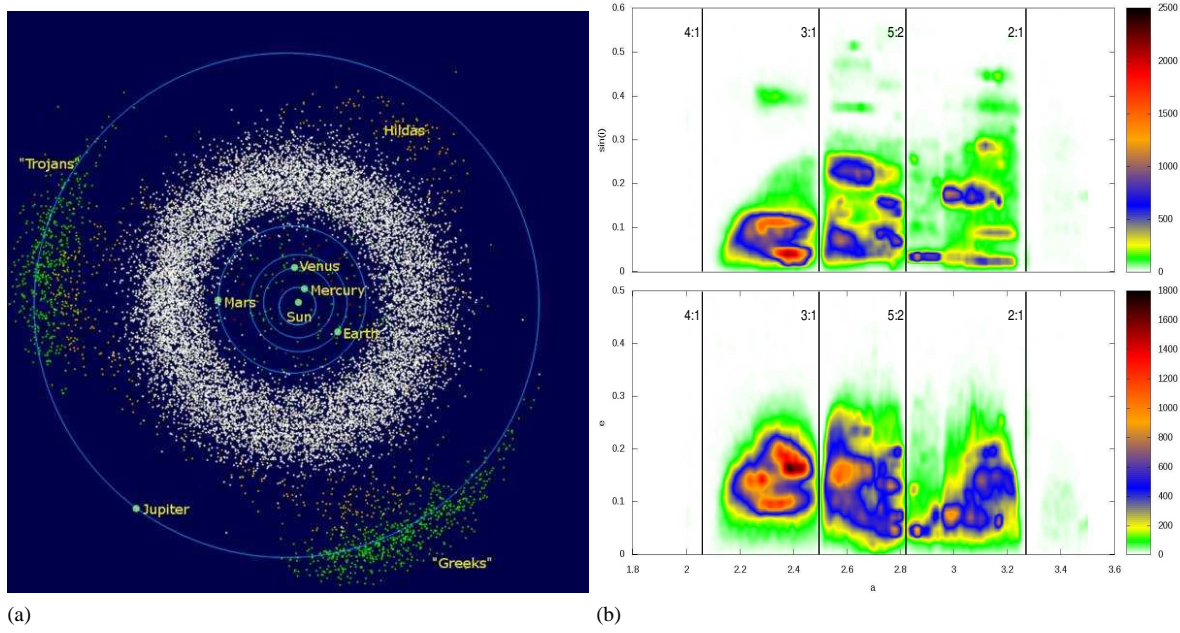 Hildas
"Trojans"
Venus
Mercury
Mars
Sun
Earth
Jupiter
"Greeks"
(a)
0.6
0.5
0.4
0.3
0.2
0.1
0
sin(i)
4:1
3:1
5:2
2:1
2500
2000
1500
1000
500
0
0.5
0.4
0.3
0.2
0.1
0
e
4:1
3:1
5:2
2:1
1800
1600
1400
1200
1000
800
600
400
200
0
1.8 2 2.2 2.4 2.6 2.8 3 3.2 3.4 3.6
a
(b)